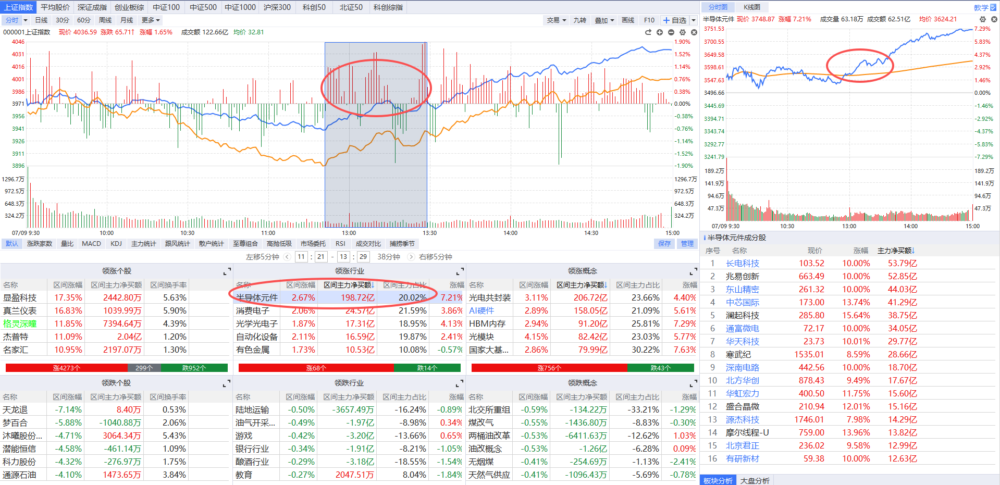 上证指数 平均股价 深证成指 创业板综 中证100 中证500 中证1000 沪深300 科创50 北证50 科创综指
分时 日线 30分 60分 周线 月线 更多 交易 九转 叠加 画线 F10 自选
000001上证指数 现价 4036.59 涨跌 65.71↑ 涨幅 1.65% 成交额 122.66亿 均价 32.81
4046 1.90%
4031 1.52%
4016 1.14%
4001 0.76%
3986 0.38%
3971 0.00%
3956 -0.38%
3941 -0.76%
3926 -1.14%
3911 -1.52%
3896 -1.90%
1296.7万 1296.7万
972.5万 972.5万
648.3万 648.3万
324.2万 324.2万
07/09 9:30 10:00 10:30 11:00 13:00 13:30 14:00 14:30 15:00
默认 涨跌家数 量比 MACD KDJ 主力统计 跟风统计 散户统计 至尊组合 高抛低吸 市场委托 RSI 成交对比 捕捞季节 保存 管理
左移5分钟 11 : 21 - 13 : 29 38分钟 右移5分钟
领涨个股
名称 区间涨幅 区间主力净买额 区间换手率
显盈科技 17.35% 2442.80万 5.63%
真兰仪表 16.83% 1039.99万 5.90%
格灵深瞳 11.85% 7394.64万 4.39%
杰普特 11.09% 2.04亿 1.20%
名家汇 10.95% 2197.07万 1.30%
涨4273个 299个 跌952个
领涨行业
名称 区间涨幅 区间主力净买额↓ 区间主力占比 涨幅
半导体元件 2.67% 198.72亿 20.02% 7.21%
消费电子 2.06% 24.57亿 21.59% 3.86%
光学光电子 1.87% 17.31亿 18.95% 4.13%
自动化设备 2.11% 16.59亿 19.87% 2.41%
有色金属 1.73% 10.53亿 10.08% -0.57%
涨68个 跌14个
领涨概念
名称 区间涨幅 区间主力净买额↓ 区间主力占比 涨幅
光电共封装 3.11% 206.72亿 23.66% 4.40%
AI硬件 2.89% 158.05亿 21.09% 5.61%
HBM内存 2.94% 91.20亿 25.81% 7.29%
光模块 4.15% 82.42亿 23.03% 5.77%
国家大基... 2.86% 79.99亿 30.22% 7.63%
涨756个 跌43个
领跌个股
名称 区间涨幅 区间主力净买额 区间换手率
天龙退 -7.14% 8.40万 0.53%
梦百合 -5.88% -1040.88万 2.06%
沐曦股份... -4.71% 3064.34万 5.43%
潜能恒信 -4.58% -461.14万 1.09%
科力股份 -4.32% -276.97万 1.75%
通源石油 -4.10% 1473.65万 3.84%
领跌行业
名称 区间涨幅 区间主力净买额 区间主力占比 涨幅
陆地运输 -0.50% -3657.49万 -16.24% -0.89%
油气开采... -0.49% -1.97亿 -8.98% 0.34%
游戏 -0.42% -3.20亿 -13.66% 0.65%
银行行业 -0.34% -1.91亿 -8.21% -1.05%
酿酒行业 -0.29% -3.18亿 -18.55% -1.54%
教育 -0.27% 2047.51万 8.04% -1.84%
领跌概念
名称 区间涨幅 区间主力净买额 区间主力占比 涨幅
北交所重组 -0.59% -134.22万 -33.21% -1.29%
煤改气 -0.55% -1436.80万 -8.83% -0.30%
两桶油改革 -0.53% -6411.63万 -12.62% 1.03%
油改概念 -0.53% -1.26亿 -6.28% 0.09%
无烟煤 -0.41% -254.69万 -1.13% -2.41%
天然气供应 -0.41% -1096.43万 -5.69% -0.78%
分时图 K线图 教学
半导体元件 现价 3748.87 涨幅 7.21% 成交量 63.18万 成交额 62.51亿 均价 3624.21
3751.53 7.29%
3700.55 5.83%
3649.58 4.37%
3598.61 2.92%
3547.63 1.46%
3496.66 0.00%
3445.69 -1.46%
3394.71 -2.92%
3343.74 -4.37%
3292.77 -5.83%
3241.79 -7.29%
189.2万 189.2万
141.9万 141.9万
94.6万 94.6万
47.3万 47.3万
07/09 9:30 10:30 13:00 14:00 15:00
半导体元件成分股
序号 名称 现价 涨幅 主力净买额↓
1 长电科技 103.52 10.00% 53.79亿
2 兆易创新 663.49 10.00% 52.85亿
3 东山精密 261.32 10.00% 44.03亿
4 中芯国际 173.00 13.74% 41.29亿
5 澜起科技 285.80 15.64% 38.75亿
6 通富微电 72.17 10.00% 34.05亿
7 华天科技 23.73 10.01% 29.77亿
8 寒武纪 1535.01 8.59% 28.66亿
9 深南电路 442.56 10.00% 18.70亿
10 北方华创 878.43 9.49% 17.67亿
11 华虹宏力 400.50 11.75% 15.60亿
12 盛合晶微 210.94 12.01% 15.16亿
13 源杰科技 1746.01 7.98% 14.29亿
14 摩尔线程-U 759.00 13.96% 13.82亿
15 北京君正 236.02 9.58% 12.99亿
16 有研新材 59.38 10.00% 12.63亿
板块分析 大盘分析